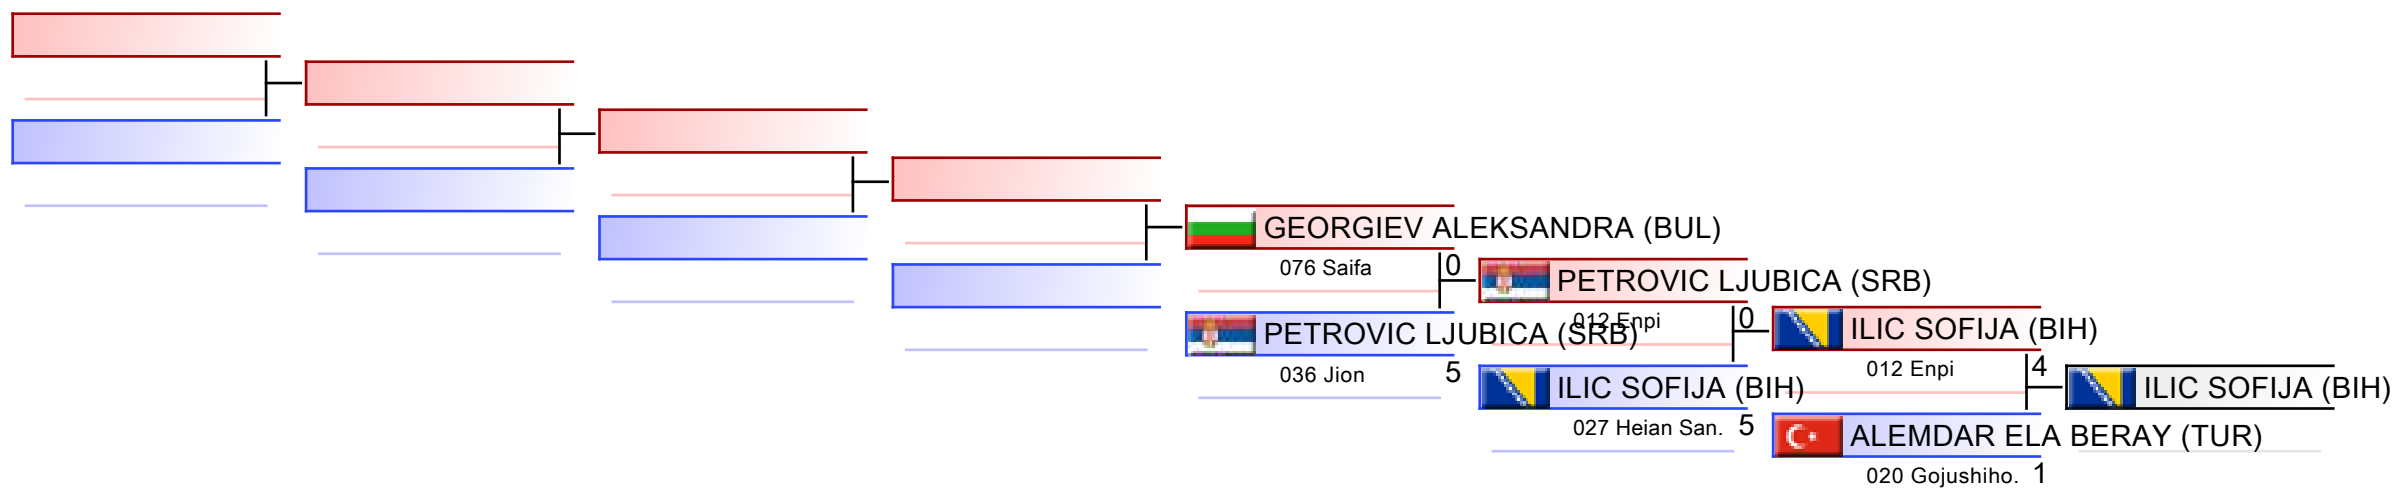 GEORGIEV ALEKSANDRA (BUL)
076 Saifa 0
PETROVIC LJUBICA (SRB)
036 Jion 5
PETROVIC LJUBICA (SRB)
012 Enpi 0
ILIC SOFIJA (BIH)
027 Heian San. 5
ILIC SOFIJA (BIH)
012 Enpi 4
ALEMDAR ELA BERAY (TUR)
020 Gojushiho. 1
ILIC SOFIJA (BIH)